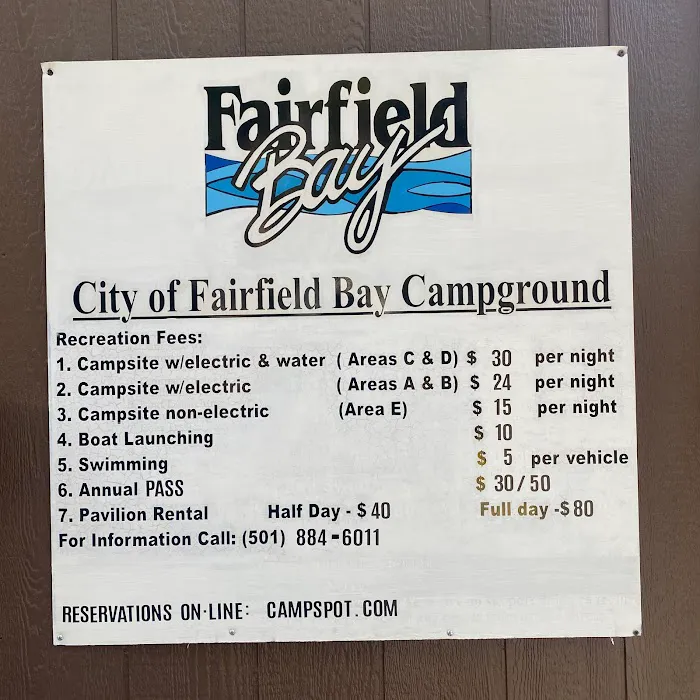 Fairfield
Bay
City of Fairfield Bay Campground
Recreation Fees:
1. Campsite w/electric & water ( Areas C & D) $ 30 per night
2. Campsite w/electric ( Areas A & B) $ 24 per night
3. Campsite non-electric (Area E) $ 15 per night
4. Boat Launching $ 10
5. Swimming $ 5 per vehicle
6. Annual PASS $ 30/50
7. Pavilion Rental Half Day - $ 40 Full day -$ 80
For Information Call: (501) 884-6011
RESERVATIONS ON-LINE: CAMPSPOT.COM